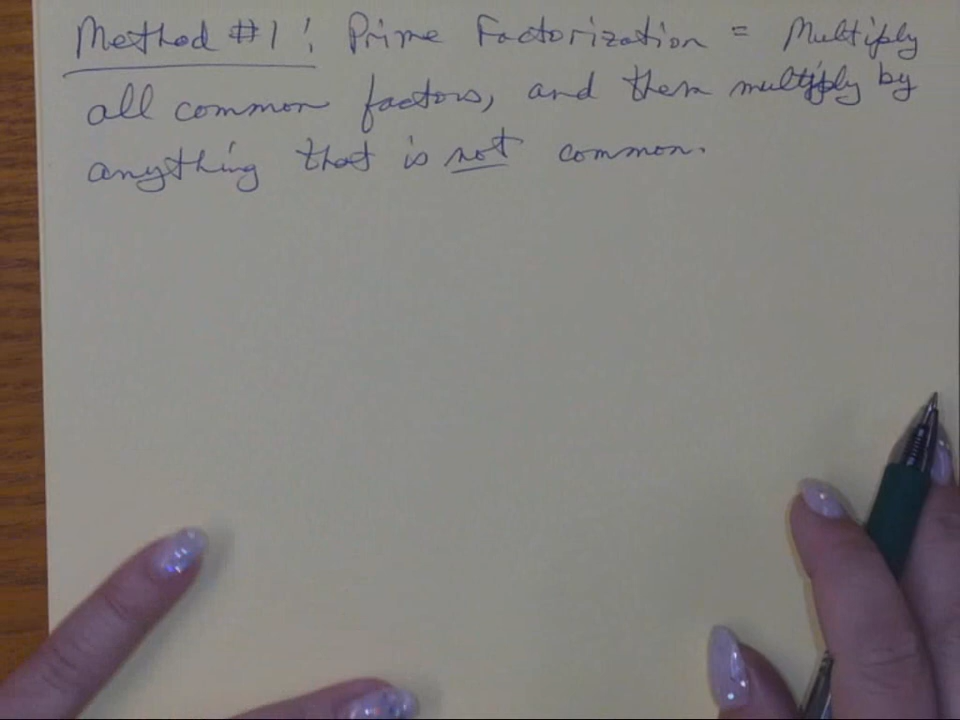 Method #1: Prime Factorization = Multiply
all common factors, and then multiply by
anything that is not common.